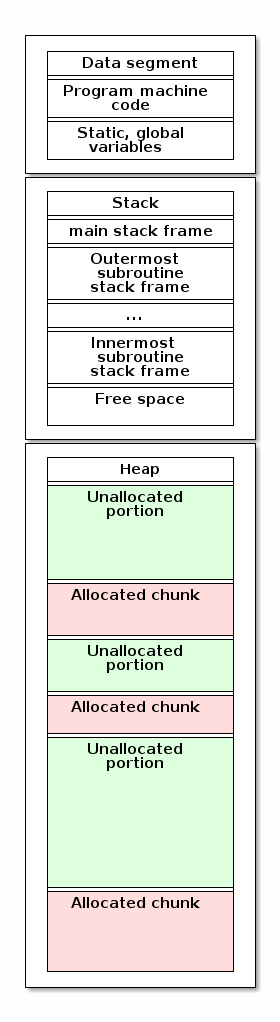 Data segment
Program machine
code
Static, global
variables
Stack
main stack frame
Outermost
subroutine
stack frame
...
Innermost
subroutine
stack frame
Free space
Heap
Unallocated
portion
Allocated chunk
Unallocated
portion
Allocated chunk
Unallocated
portion
Allocated chunk